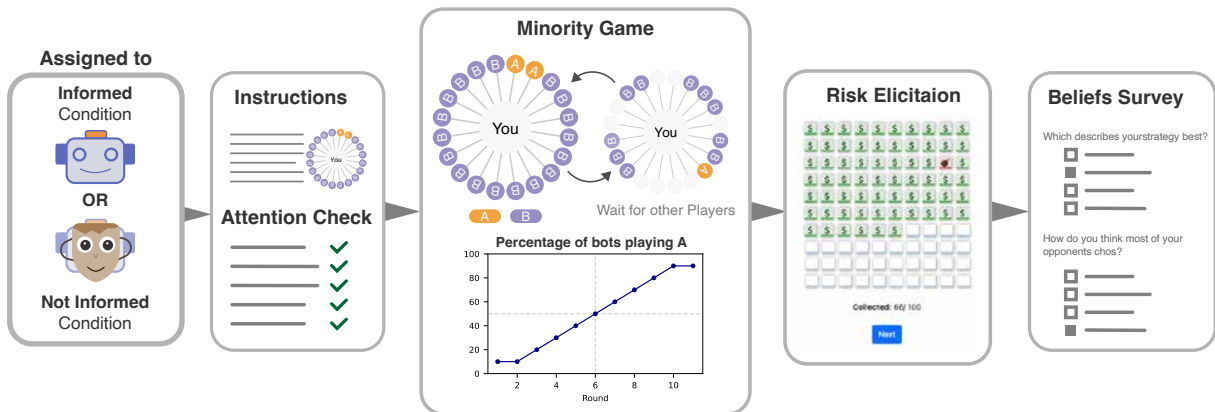 Assigned to
Informed
Condition
OR
Not Informed
Condition
Instructions
You
Attention Check
Minority Game
You
You
A B
Wait for other Players
Percentage of bots playing A
100
80
60
40
20
0
2 4 6 8 10
Round
Risk Elicitaion
Collected: 66/ 100
Next
Beliefs Survey
Which describes yourstrategy best?
How do you think most of your
opponents chos?